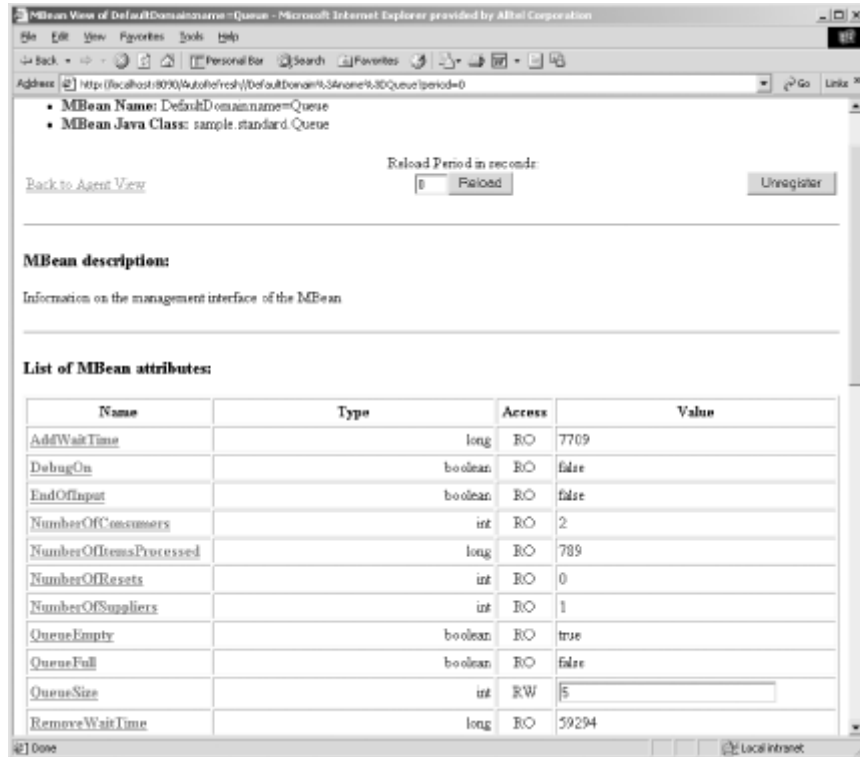 MBean View of DefaultDomain:name=Queue - Microsoft Internet Explorer provided by Alltel Corporation
File Edit View Favorites Tools Help
Back Personal Bar Search Favorites
Address http://localhost:8090/AutoRefresh//DefaultDomain%3Aname%3DQueue?period=0 Go Links
• MBean Name: DefaultDomain:name=Queue
• MBean Java Class: sample.standard.Queue
Reload Period in seconds:
Back to Agent View 0 Reload Unregister
MBean description:
Information on the management interface of the MBean
List of MBean attributes:
Name Type Access Value
AddWaitTime long RO 7709
DebugOn boolean RO false
EndOfInput boolean RO false
NumberOfConsumers int RO 2
NumberOfItemsProcessed long RO 789
NumberOfResets int RO 0
NumberOfSuppliers int RO 1
QueueEmpty boolean RO true
QueueFull boolean RO false
QueueSize int RW 5
RemoveWaitTime long RO 59294
Done Local intranet